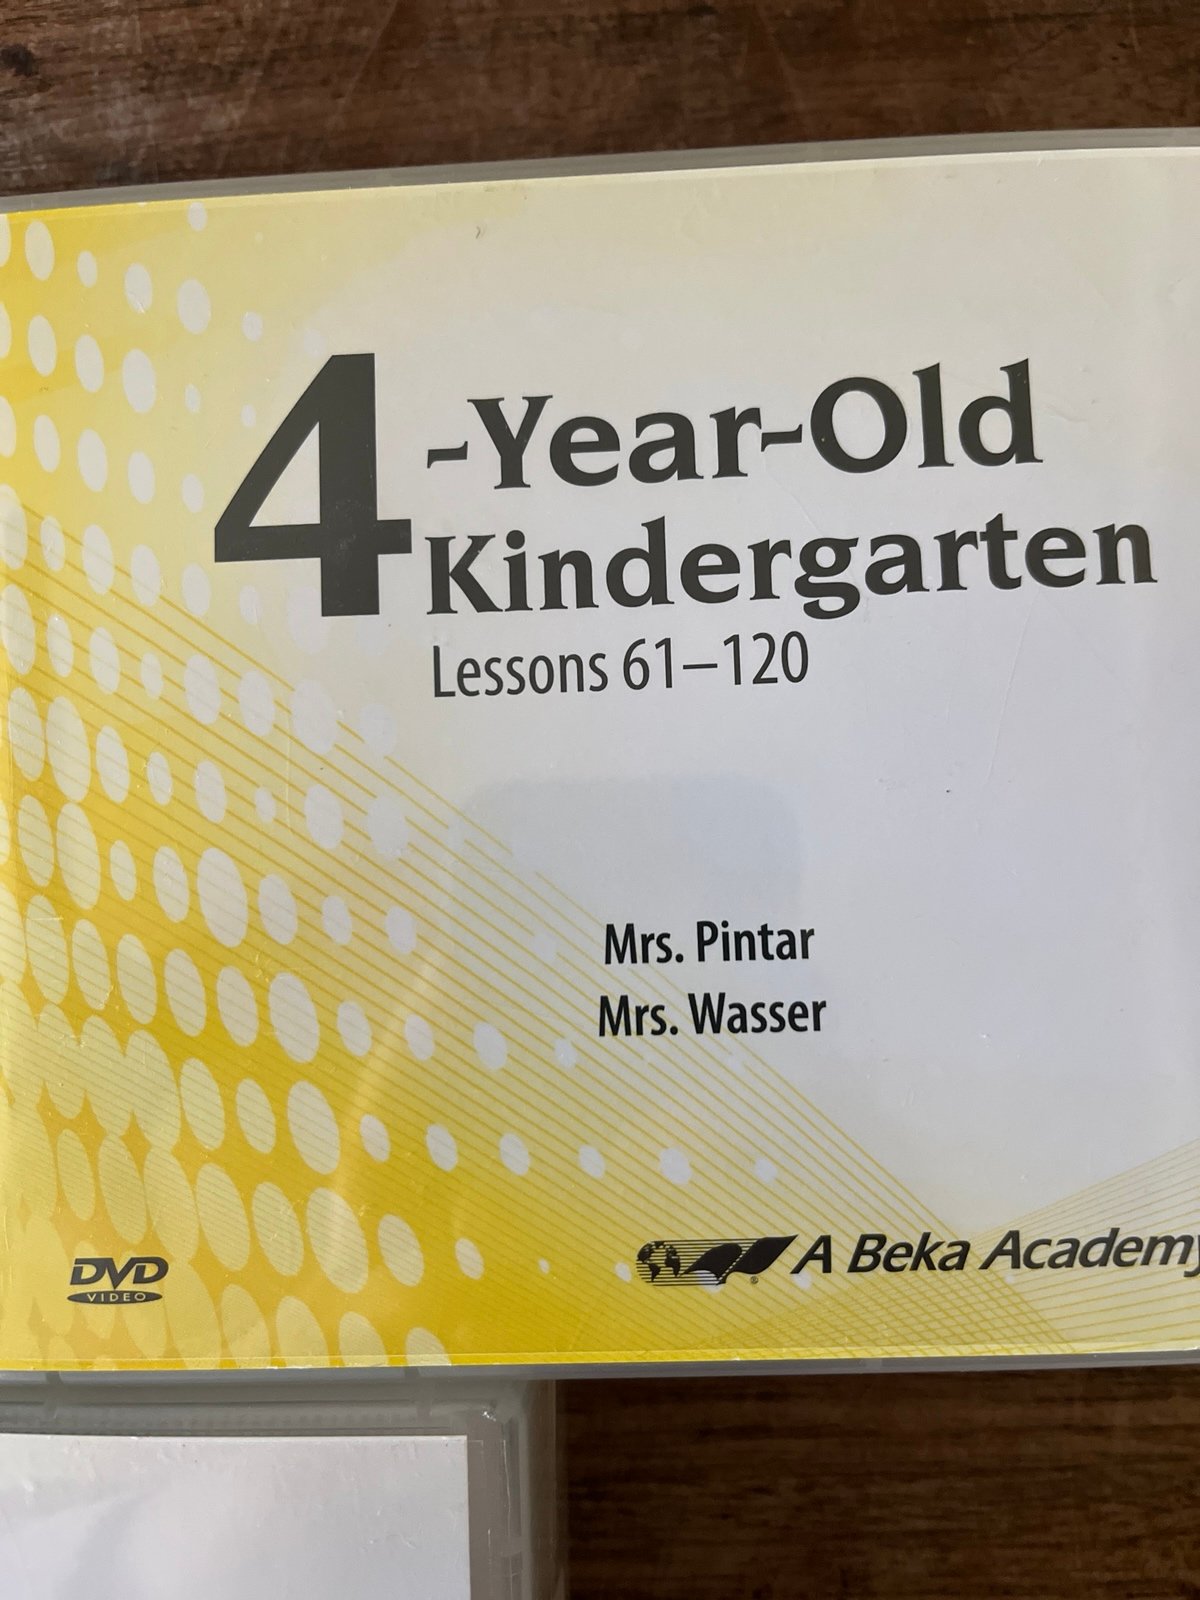 4-Year-Old
Kindergarten
Lessons 61–120
Mrs. Pintar
Mrs. Wasser
DVD
VIDEO
A Beka Academy
®